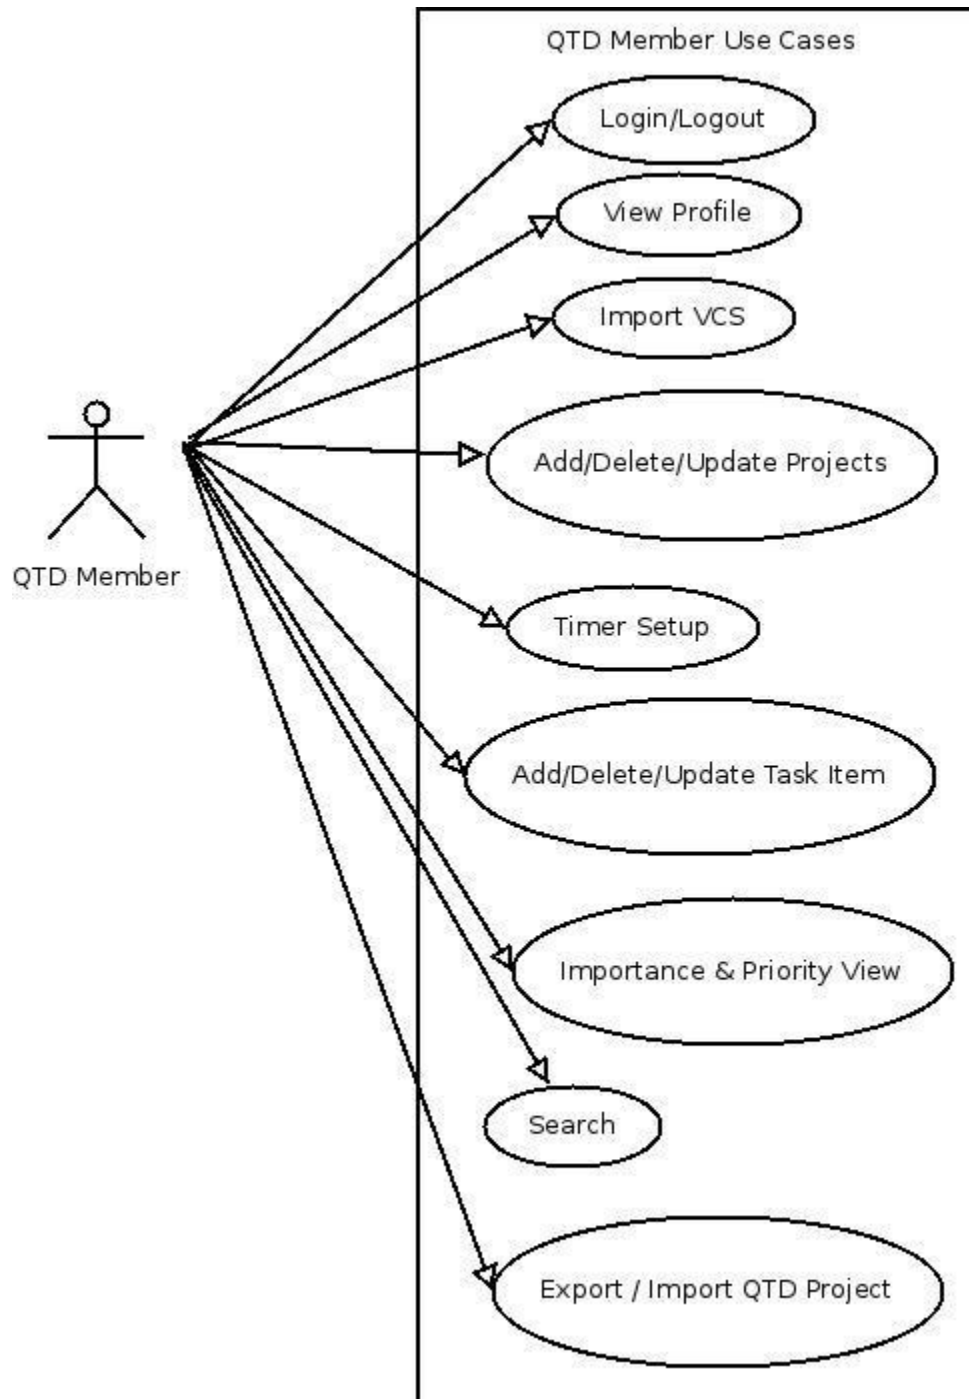 QTD Member Use Cases
Login/Logout
View Profile
Import VCS
Add/Delete/Update Projects
QTD Member
Timer Setup
Add/Delete/Update Task Item
Importance & Priority View
Search
Export / Import QTD Project